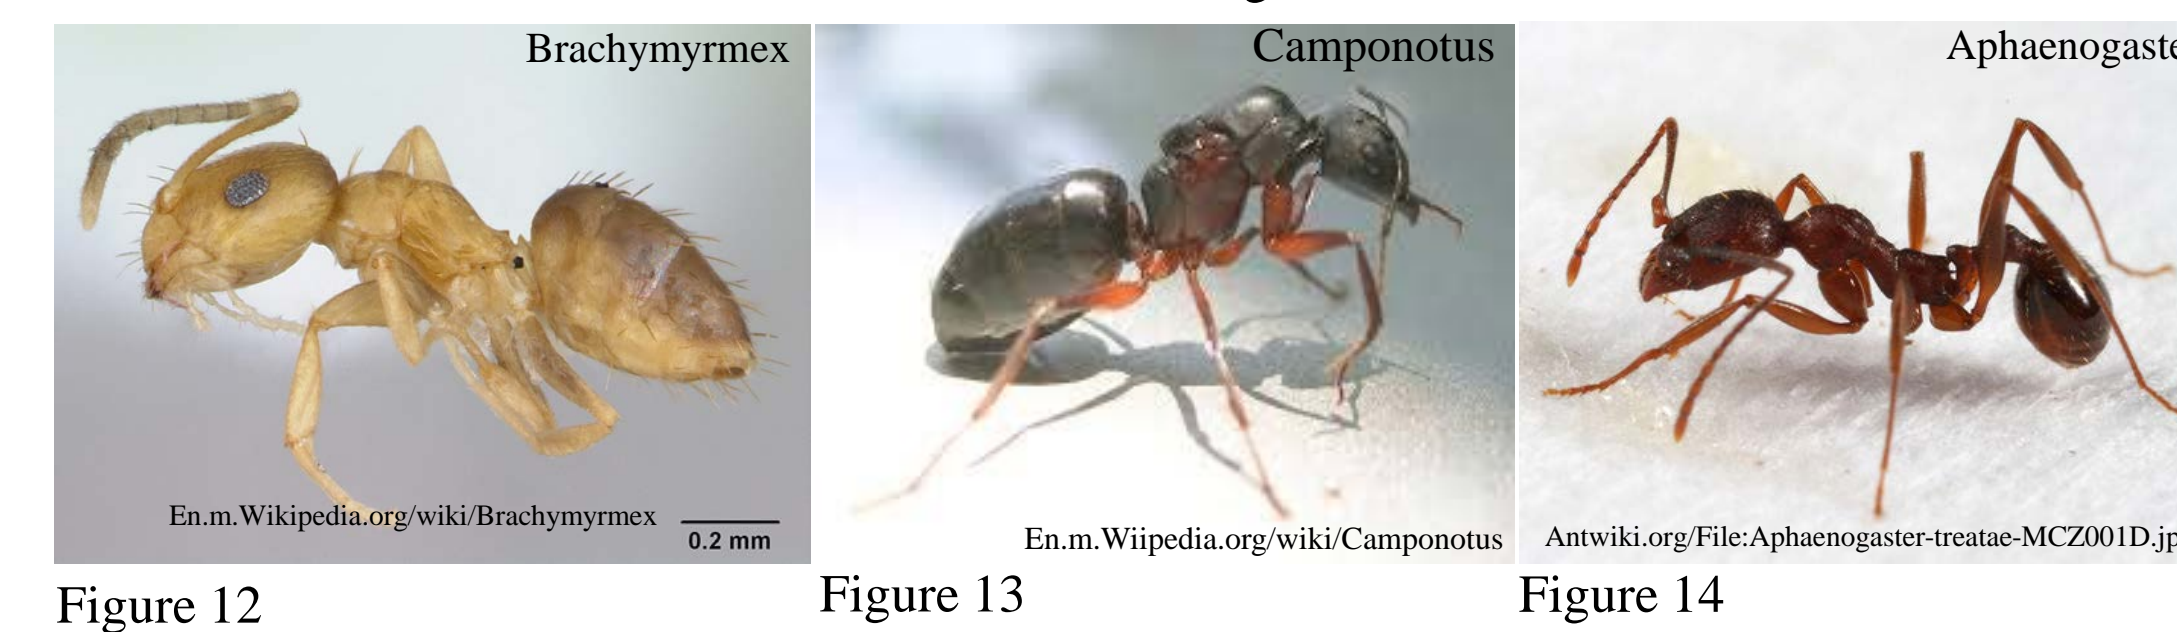 Brachymyrmex
Camponotus
Aphaenogaste
En.m.Wikipedia.org/wiki/Brachymyrmex
0.2 mm
En.m.Wiipedia.org/wiki/Camponotus
Antwiki.org/File:Aphaenogaster-treatae-MCZ001D.jp
Figure 12
Figure 13
Figure 14